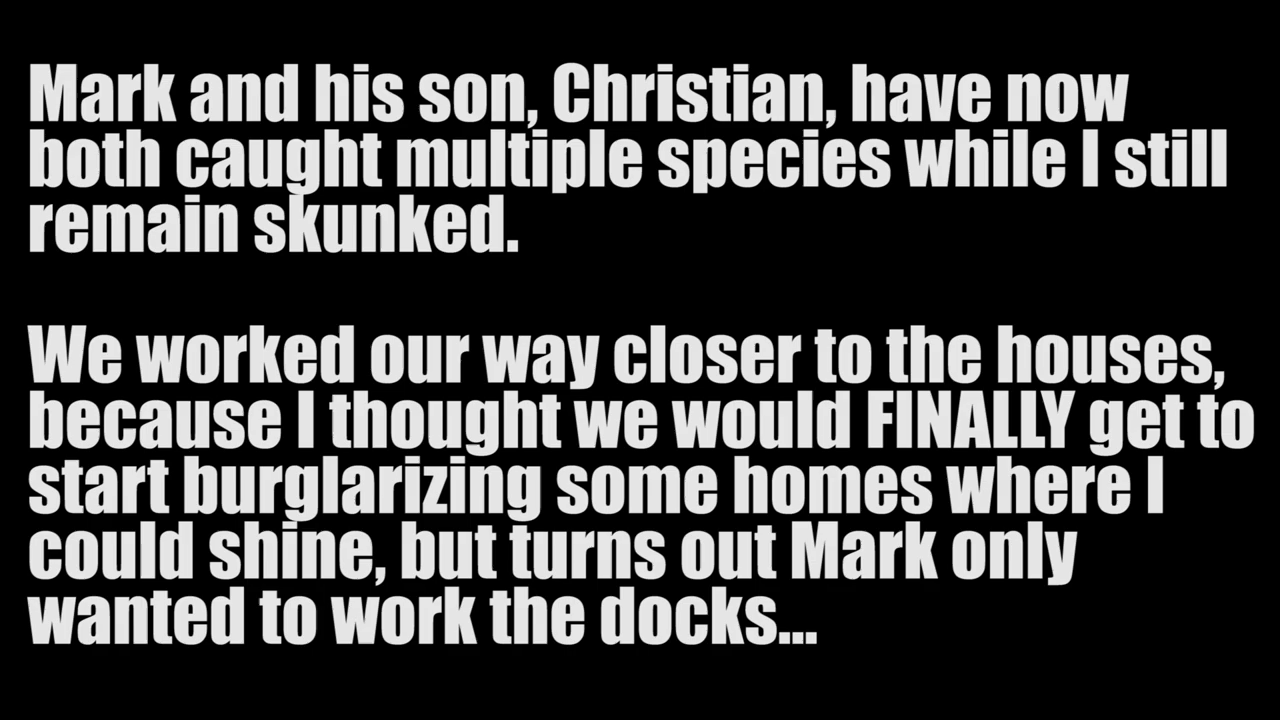 Mark and his son, Christian, have now
both caught multiple species while I still
remain skunked.
We worked our way closer to the houses,
because I thought we would FINALLY get to
start burglarizing some homes where I
could shine, but turns out Mark only
wanted to work the docks...